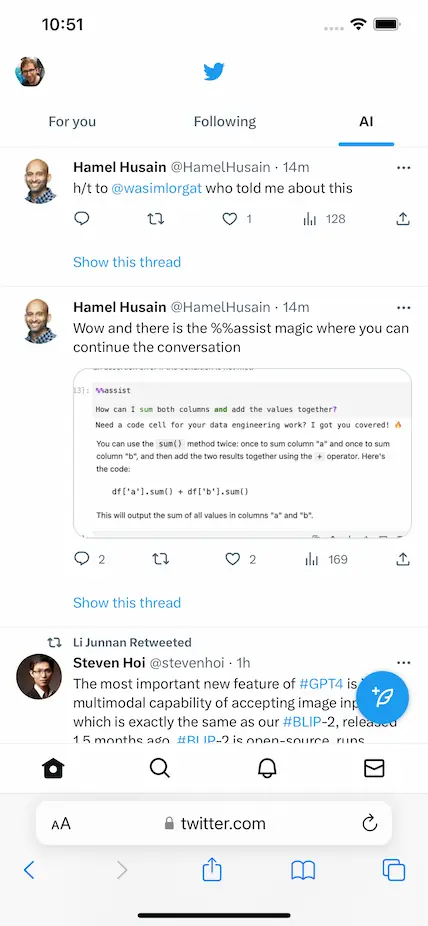 10:51
For you
Following
AI
Hamel Husain @HamelHusain · 14m
h/t to @wasimlorgat who told me about this
1
128
Show this thread
Hamel Husain @HamelHusain · 14m
Wow and there is the %%assist magic where you can
continue the conversation
13]: %%assist
How can I sum both columns and add the values together?
Need a code cell for your data engineering work? I got you covered! 🔥
You can use the sum() method twice: once to sum column "a" and once to sum
column "b", and then add the two results together using the + operator. Here's
the code:
df['a'].sum() + df['b'].sum()
This will output the sum of all values in columns "a" and "b".
2
2
169
Show this thread
Li Junnan Retweeted
Steven Hoi @stevenhoi · 1h
The most important new feature of #GPT4 is
multimodal capability of accepting image
which is exactly the same as our #BLIP-2, released
1.5 months ago. #BLIP-2 is open-source, runs
AA
twitter.com